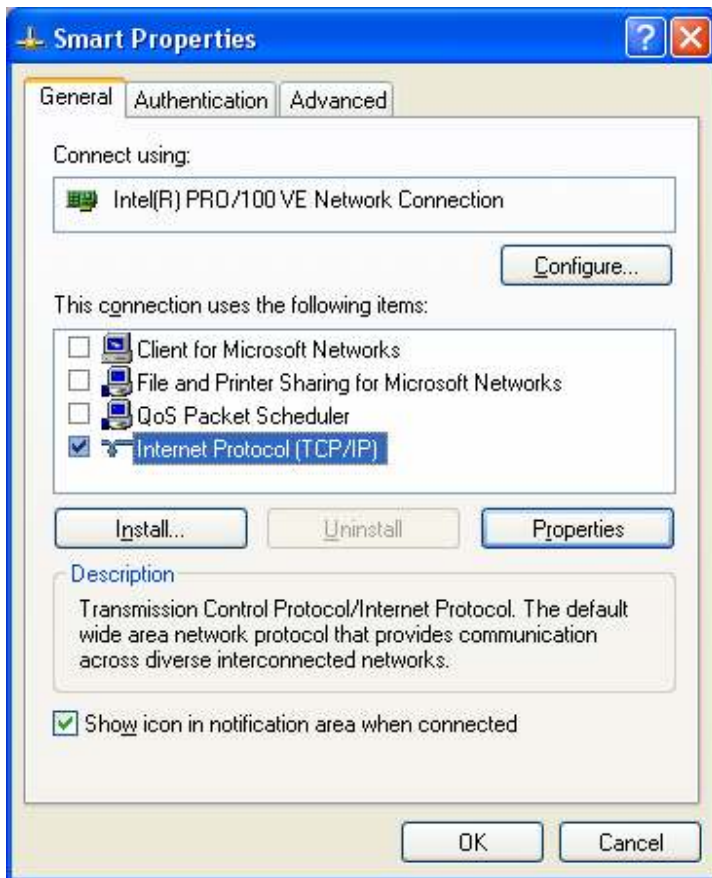 Smart Properties
General Authentication Advanced
Connect using:
Intel(R) PRO/100 VE Network Connection
Configure...
This connection uses the following items:
Client for Microsoft Networks
File and Printer Sharing for Microsoft Networks
QoS Packet Scheduler
Internet Protocol (TCP/IP)
Install... Uninstall Properties
Description
Transmission Control Protocol/Internet Protocol. The default
wide area network protocol that provides communication
across diverse interconnected networks.
Show icon in notification area when connected
OK Cancel